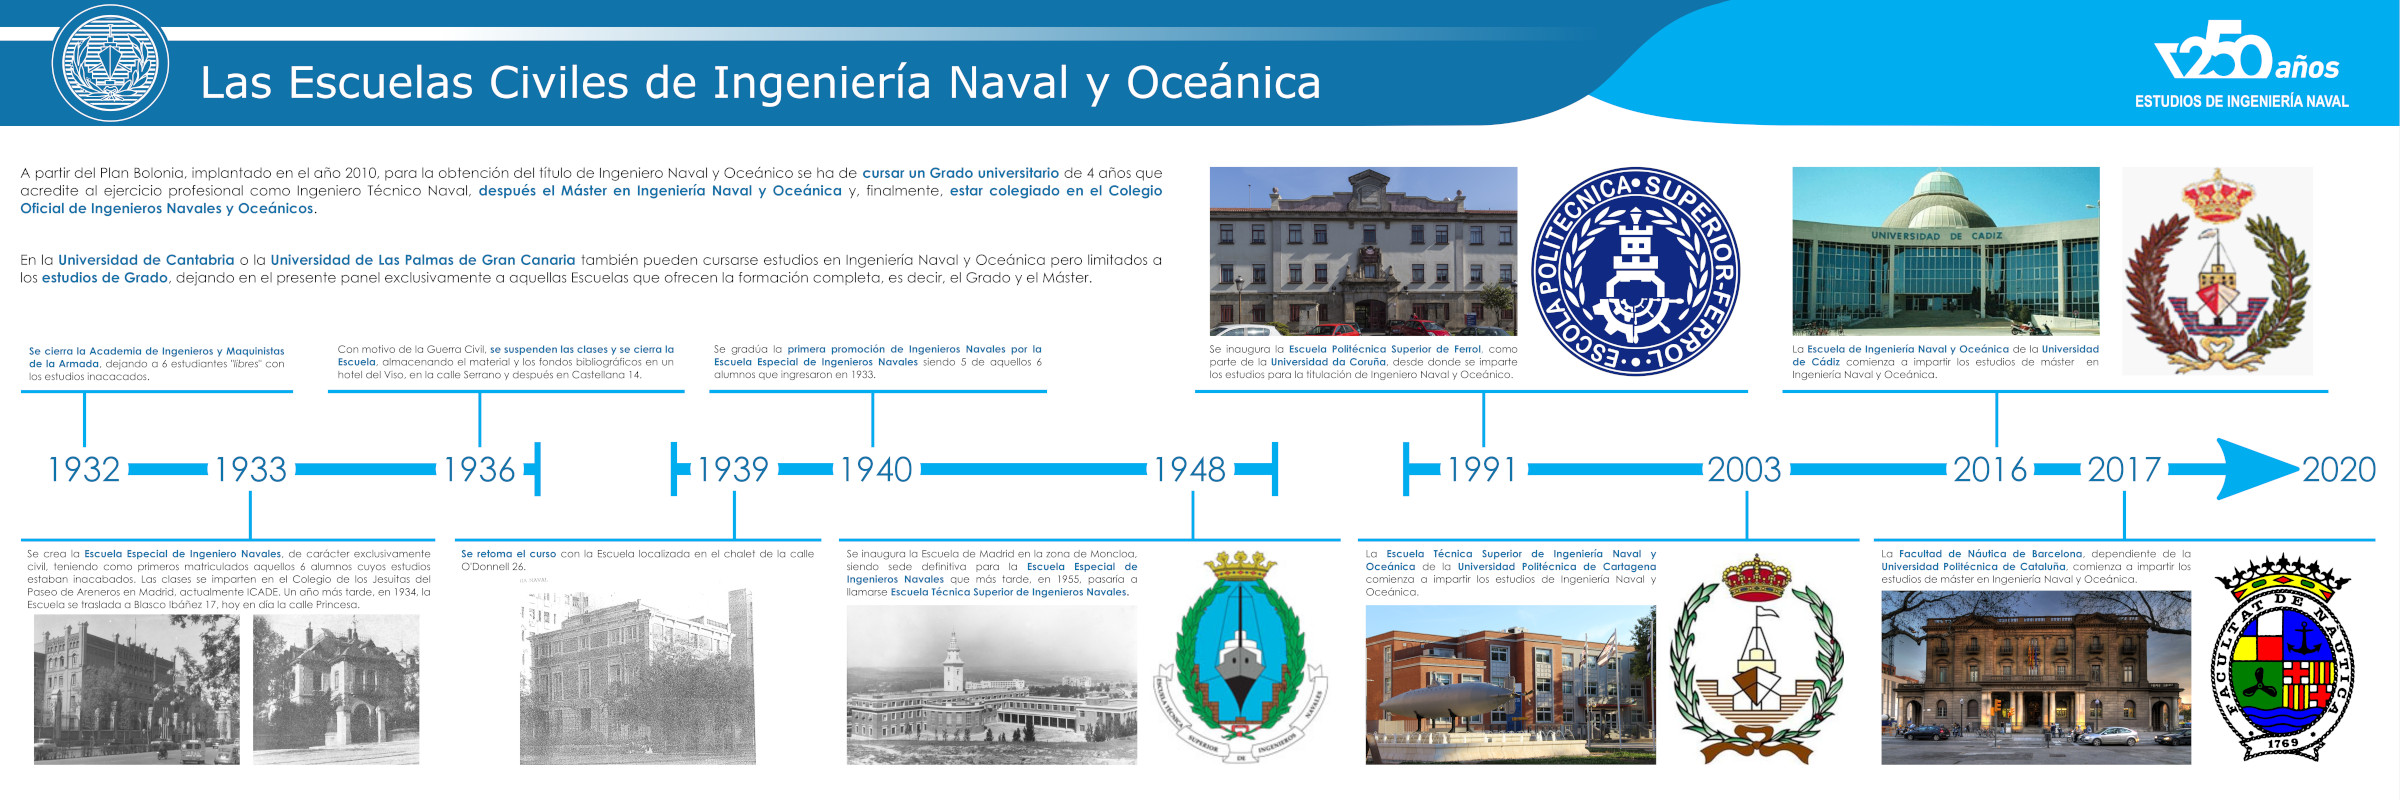 Las Escuelas Civiles de Ingeniería Naval y Oceánica
V250 años
ESTUDIOS DE INGENIERÍA NAVAL
A partir del Plan Bolonia, implantado en el año 2010, para la obtención del título de Ingeniero Naval y Oceánico se ha de cursar un Grado universitario de 4 años que
acredite al ejercicio profesional como Ingeniero Técnico Naval, después el Máster en Ingeniería Naval y Oceánica y, finalmente, estar colegiado en el Colegio
Oficial de Ingenieros Navales y Oceánicos.
En la Universidad de Cantabria o la Universidad de Las Palmas de Gran Canaria también pueden cursarse estudios en Ingeniería Naval y Oceánica pero limitados a
los estudios de Grado, dejando en el presente panel exclusivamente a aquellas Escuelas que ofrecen la formación completa, es decir, el Grado y el Máster.
Se cierra la Academia de Ingenieros y Maquinistas
de la Armada, dejando a 6 estudiantes "libres" con
los estudios inacacados.
Con motivo de la Guerra Civil, se suspenden las clases y se cierra la
Escuela, almacenando el material y los fondos bibliográficos en un
hotel del Viso, en la calle Serrano y después en Castellana 14.
Se gradúa la primera promoción de Ingenieros Navales por la
Escuela Especial de Ingenieros Navales siendo 5 de aquellos 6
alumnos que ingresaron en 1933.
ESCOLA POLITÉCNICA • SUPERIOR-FERROL •
Se inaugura la Escuela Politécnica Superior de Ferrol, como
parte de la Universidad da Coruña, desde donde se imparte
los estudios para la titulación de Ingeniero Naval y Oceánico.
UNIVERSIDAD DE CADIZ
La Escuela de Ingeniería Naval y Oceánica de la Universidad
de Cádiz comienza a impartir los estudios de máster en
Ingeniería Naval y Oceánica.
1932 1933 1936 1939 1940 1948 1991 2003 2016 2017 2020
Se crea la Escuela Especial de Ingeniero Navales, de carácter exclusivamente
civil, teniendo como primeros matriculados aquellos 6 alumnos cuyos estudios
estaban inacabados. Las clases se imparten en el Colegio de los Jesuitas del
Paseo de Areneros en Madrid, actualmente ICADE. Un año más tarde, en 1934, la
Escuela se traslada a Blasco Ibáñez 17, hoy en día la calle Princesa.
Se retoma el curso con la Escuela localizada en el chalet de la calle
O'Donnell 26.
NAVAL
Se inaugura la Escuela de Madrid en la zona de Moncloa,
siendo sede definitiva para la Escuela Especial de
Ingenieros Navales que más tarde, en 1955, pasaría a
llamarse Escuela Técnica Superior de Ingenieros Navales.
ESCUELA TÉCNICA SUPERIOR DE INGENIEROS NAVALES
La Escuela Técnica Superior de Ingeniería Naval y
Oceánica de la Universidad Politécnica de Cartagena
comienza a impartir los estudios de Ingeniería Naval y
Oceánica.
La Facultad de Náutica de Barcelona, dependiente de la
Universidad Politécnica de Cataluña, comienza a impartir los
estudios de máster en Ingeniería Naval y Oceánica.
FACULTAT DE NAUTICA
1769